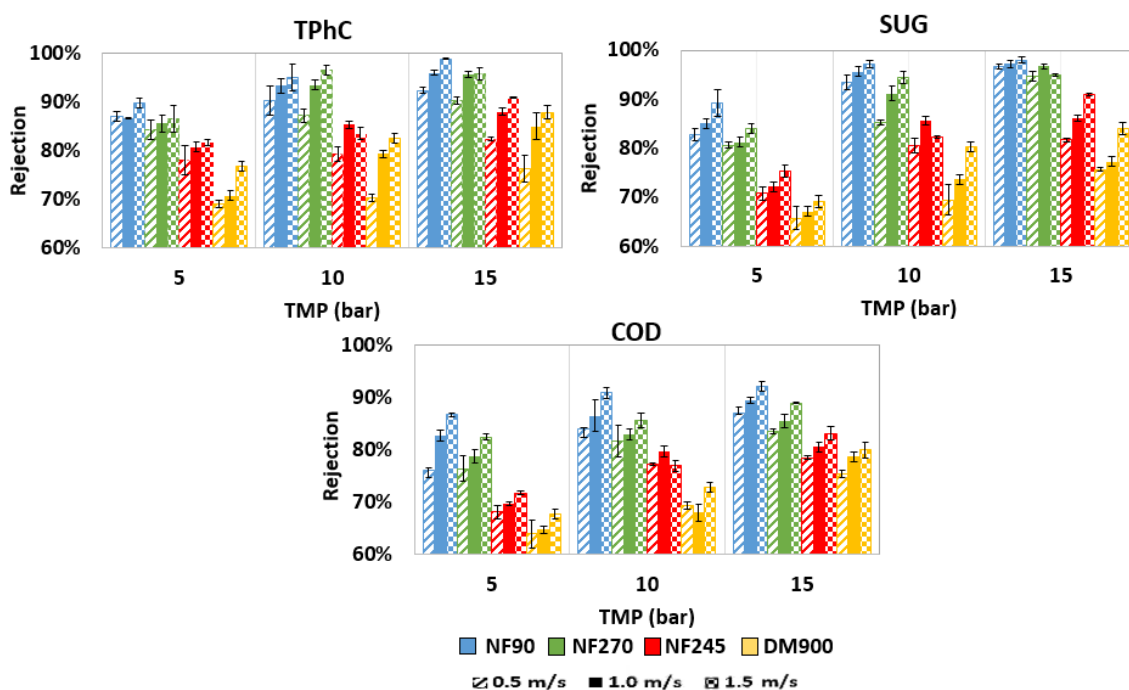 TPhC
100%
90%
80%
70%
60%
Rejection
5 10 15
TMP (bar)
SUG
100%
90%
80%
70%
60%
Rejection
5 10 15
TMP (bar)
COD
100%
90%
80%
70%
60%
Rejection
5 10 15
TMP (bar)
NF90 NF270 NF245 DM900
0.5 m/s 1.0 m/s 1.5 m/s